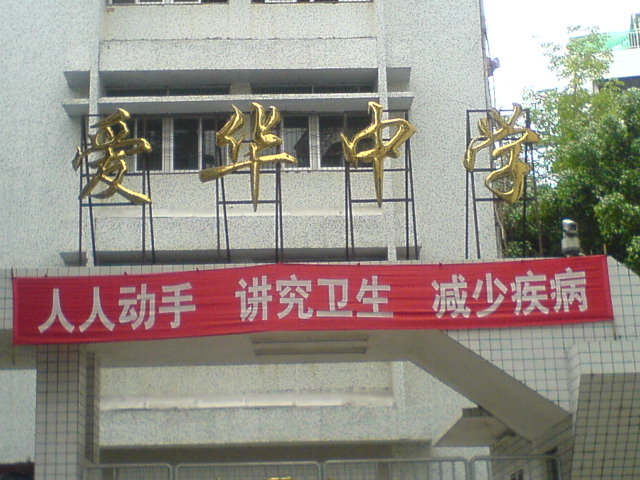 爱华中学
人人动手 讲究卫生 减少疾病